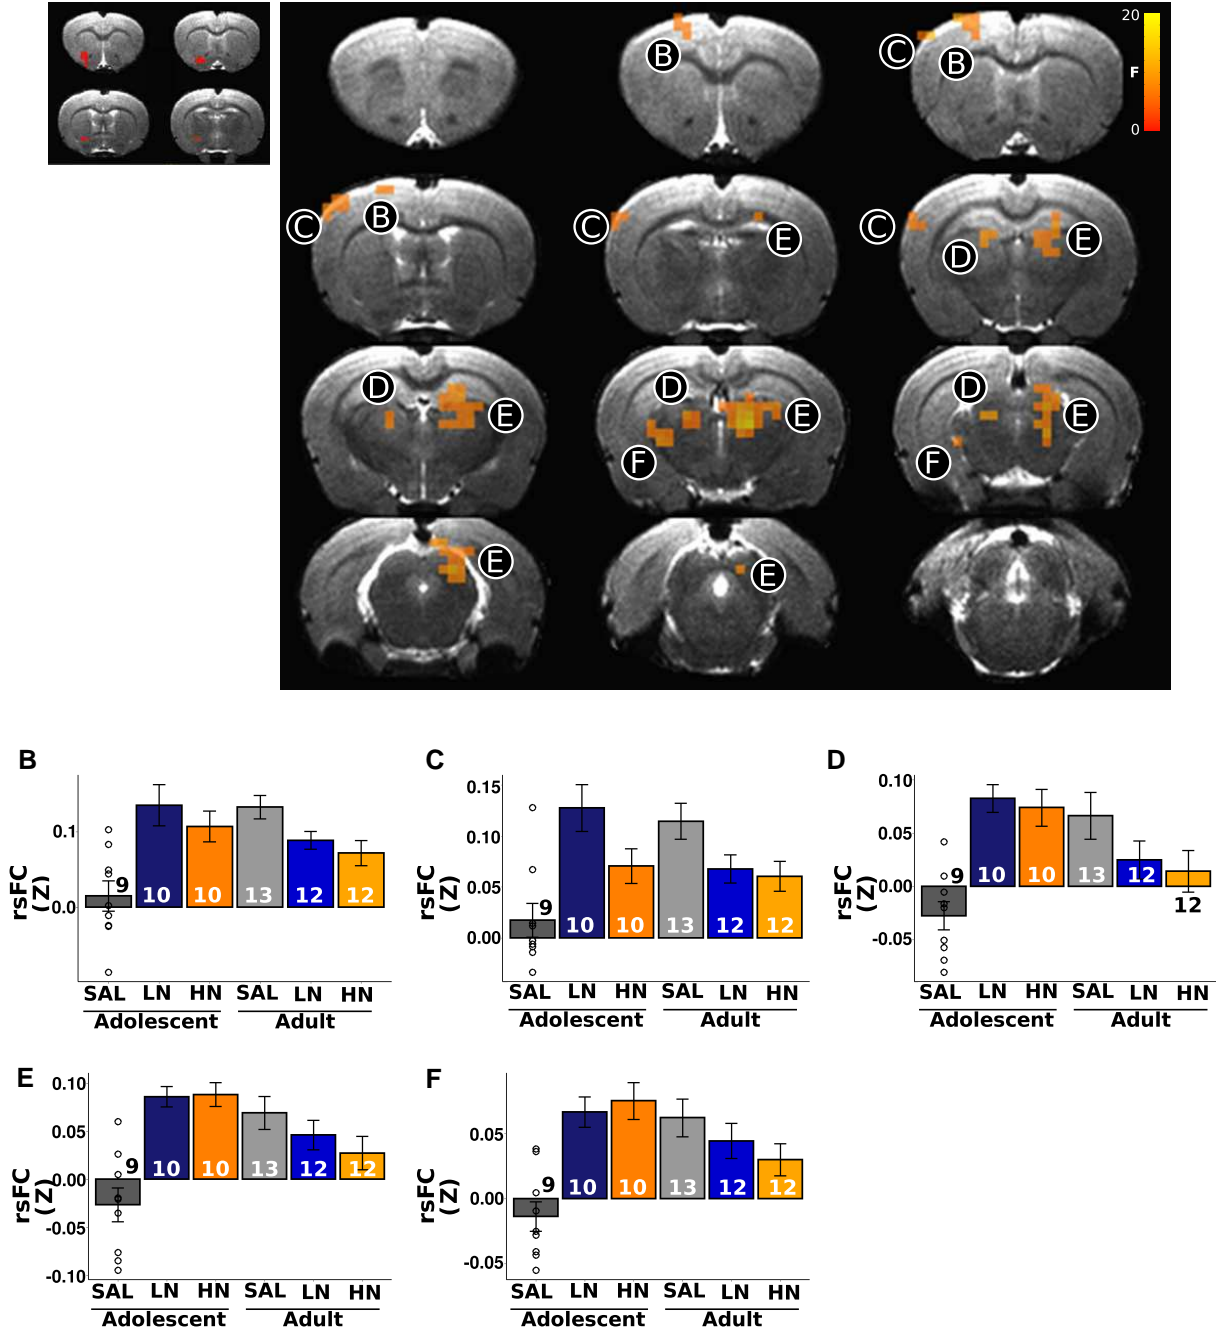 20
F
0
B
C
B
C
B
C
E
C
D
E
D
E
D
E
F
D
E
F
E
E
B
rsFC
(Z)
0.1
0.0
9
10
10
13
12
12
SAL LN HN SAL LN HN
Adolescent Adult
C
rsFC
(Z)
0.15
0.10
0.05
0.00
9
10
10
13
12
12
SAL LN HN SAL LN HN
Adolescent Adult
D
rsFC
(Z)
0.10
0.05
0.00
-0.05
9
10
10
13
12
12
SAL LN HN SAL LN HN
Adolescent Adult
E
rsFC
(Z)
0.10
0.05
0.00
-0.05
-0.10
9
10
10
13
12
12
SAL LN HN SAL LN HN
Adolescent Adult
F
rsFC
(Z)
0.05
0.00
-0.05
9
10
10
13
12
12
SAL LN HN SAL LN HN
Adolescent Adult